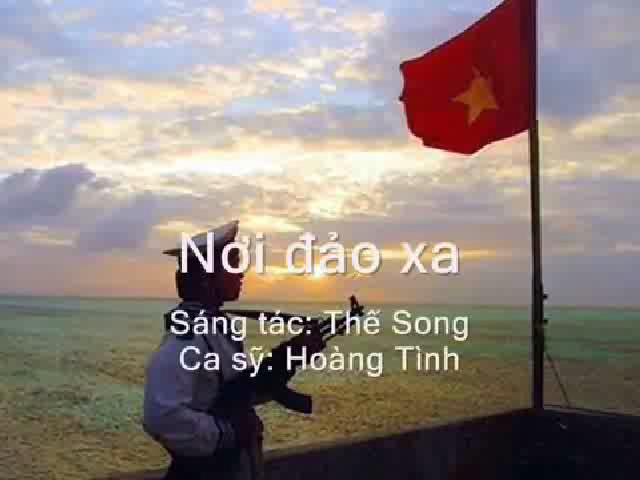 Nơi đảo xa
Sáng tác: Thế Song
Ca sỹ: Hoàng Tình